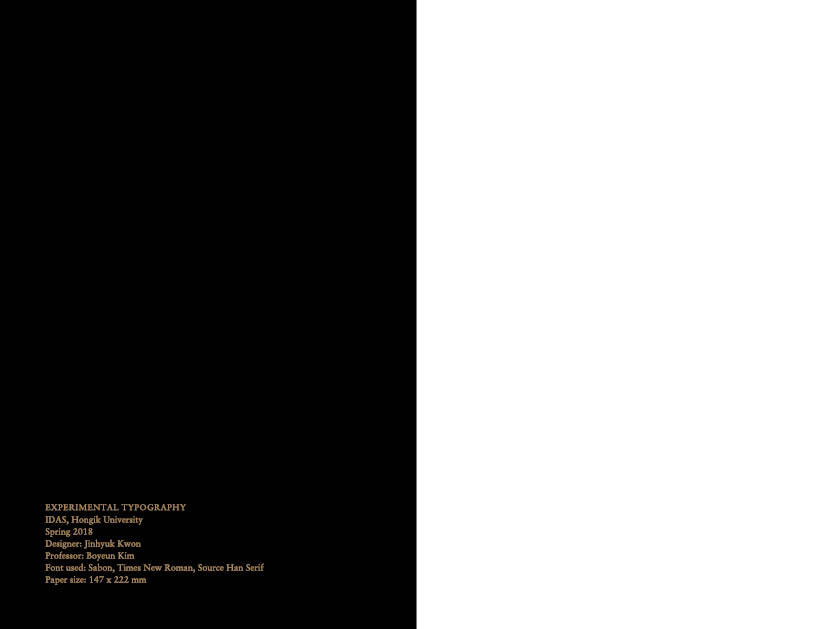 EXPERIMENTAL TYPOGRAPHY
IDAS, Hongik University
Spring 2018
Designer: Jinhyuk Kwon
Professor: Boyeun Kim
Font used: Sabon, Times New Roman, Source Han Serif
Paper size: 147 x 222 mm